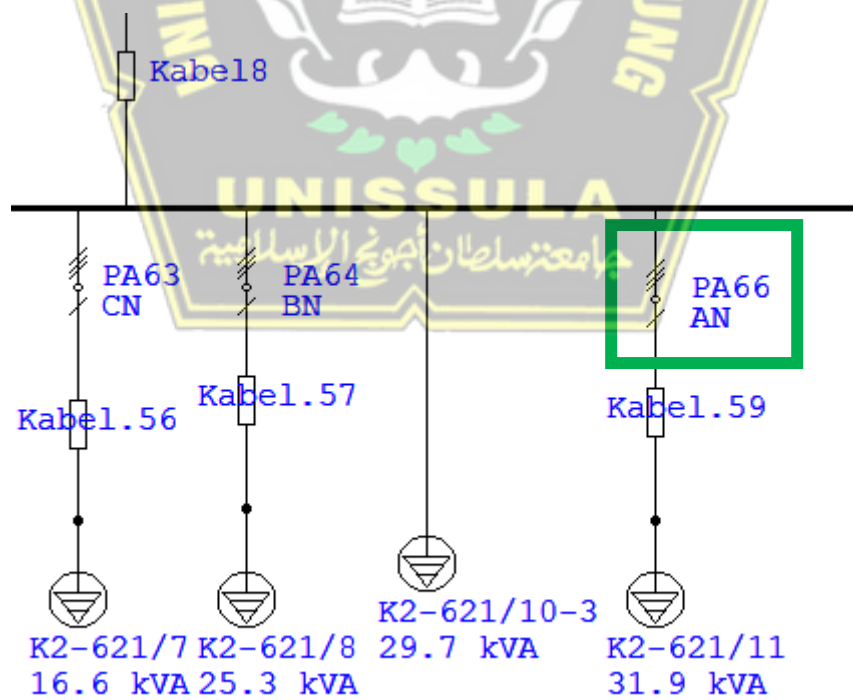 Kabel8
UNISSULA
جامعتنسلطان أجونج الإسلامية
PA63
CN
PA64
BN
PA66
AN
Kabel.56
Kabel.57
Kabel.59
K2-621/7
16.6 kVA
K2-621/8
25.3 kVA
K2-621/10-3
29.7 kVA
K2-621/11
31.9 kVA